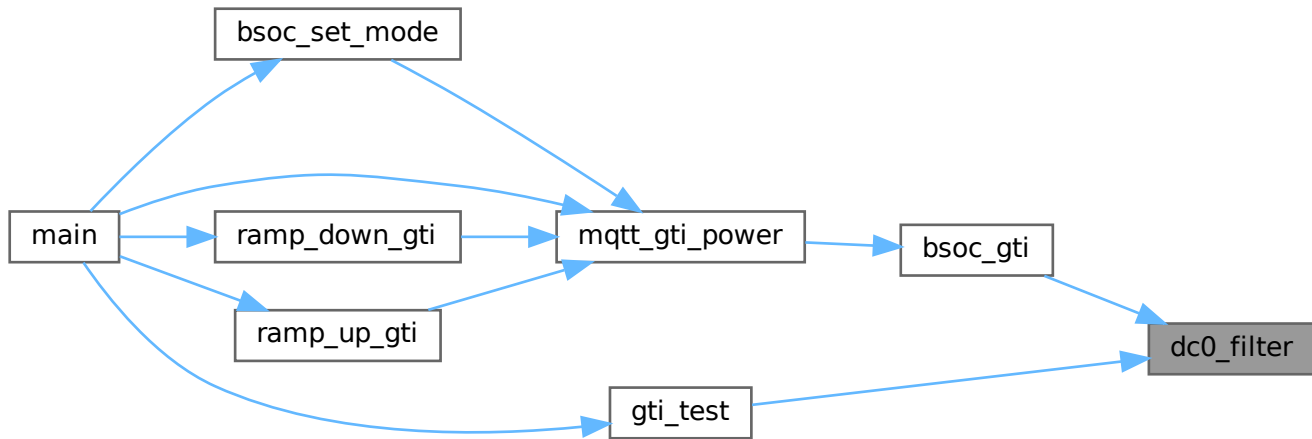 bsoc_set_mode
main
ramp_down_gti
mqtt_gti_power
bsoc_gti
ramp_up_gti
dc0_filter
gti_test